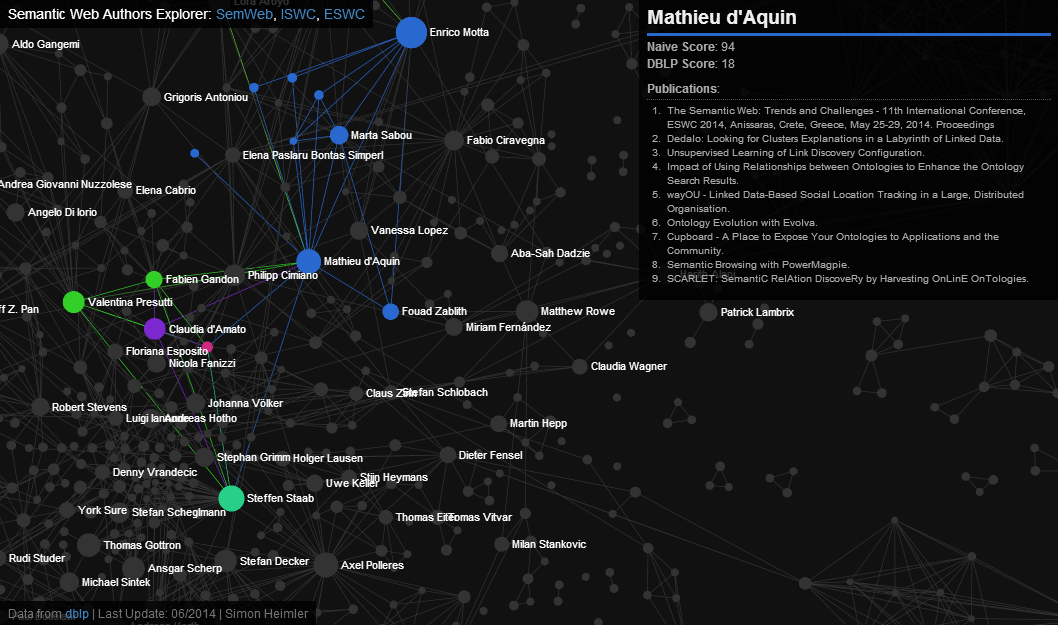 Semantic Web Authors Explorer: SemWeb, ISWC, ESWC
Mathieu d'Aquin
Naive Score: 94
DBLP Score: 18
Publications:
1. The Semantic Web: Trends and Challenges - 11th International Conference,
ESWC 2014, Anissaras, Crete, Greece, May 25-29, 2014. Proceedings
2. Dedalo: Looking for Clusters Explanations in a Labyrinth of Linked Data.
3. Unsupervised Learning of Link Discovery Configuration.
4. Impact of Using Relationships between Ontologies to Enhance the Ontology
Search Results.
5. wayOU - Linked Data-Based Social Location Tracking in a Large, Distributed
Organisation.
6. Ontology Evolution with Evolva.
7. Cupboard - A Place to Expose Your Ontologies to Applications and the
Community.
8. Semantic Browsing with PowerMagpie.
9. SCARLET: SemantiC RelAtion DiscoveRy by Harvesting OnLinE OnTologies.
Enrico Motta
Aldo Gangemi
Grigoris Antoniou
Marta Sabou
Fabio Ciravegna
Elena Paslaru Bontas Simperl
Andrea Giovanni Nuzzolese
Elena Cabrio
Angelo Di Iorio
Vanessa Lopez
Aba-Sah Dadzie
Mathieu d'Aquin
Philipp Cimiano
Fabien Gandon
Valentina Presutti
ff Z. Pan
Fouad Zablith
Matthew Rowe
Patrick Lambrix
Claudia d'Amato
Miriam Fernández
Floriana Esposito
Nicola Fanizzi
Claudia Wagner
Claus Zinn
Stefan Schlobach
Robert Stevens
Johanna Völker
Luigi Iannone
Andreas Hotho
Martin Hepp
Stephan Grimm
Holger Lausen
Dieter Fensel
Denny Vrandecic
Uwe Keller
Stijn Heymans
Steffen Staab
York Sure
Stefan Scheglmann
Thomas Eiter
Tomas Vitvar
Thomas Gottron
Milan Stankovic
Rudi Studer
Ansgar Scherp
Stefan Decker
Axel Polleres
Michael Sintek
Data from dblp | Last Update: 06/2014 | Simon Heimler